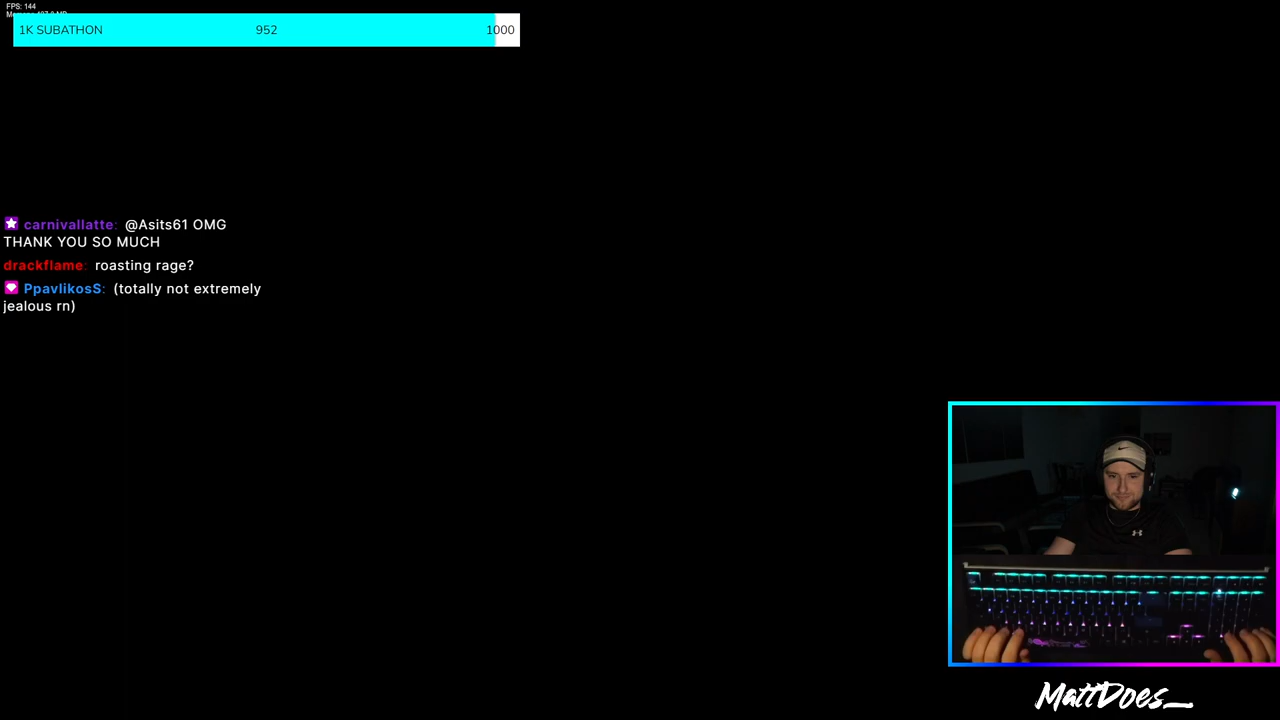 FPS: 144
1K SUBATHON 952 1000
carnivallatte: @Asits61 OMG
THANK YOU SO MUCH
drackflame: roasting rage?
PpavlikosS: (totally not extremely
jealous rn)
MattDoes_